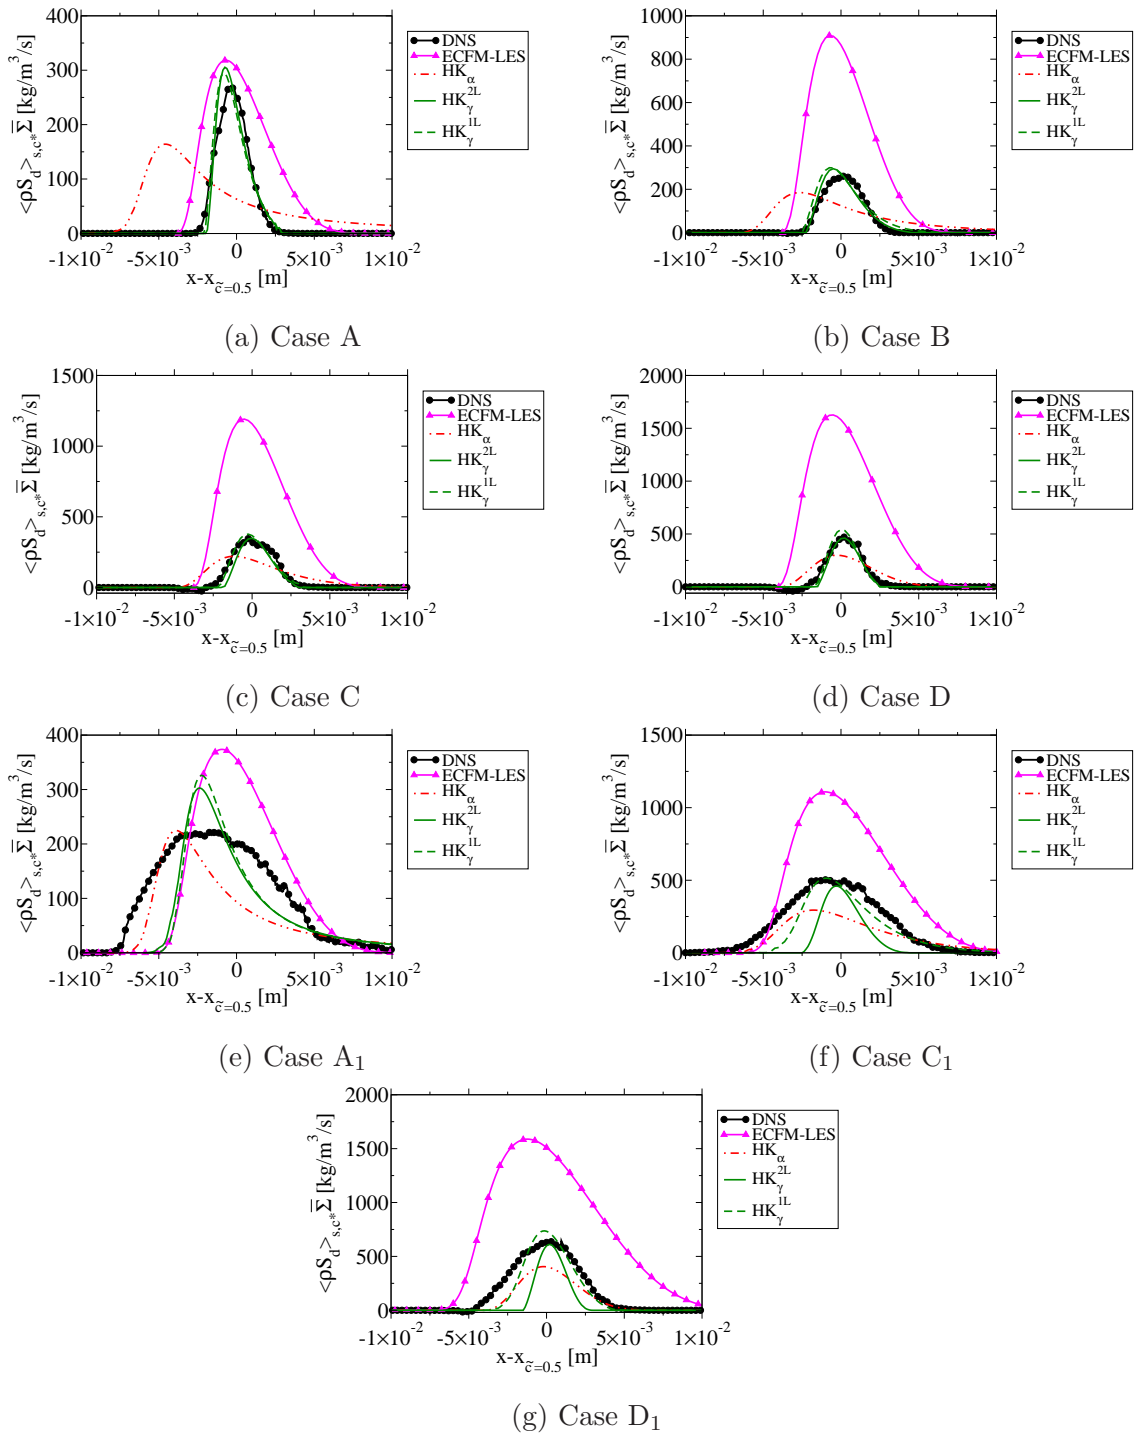 400
300
200
100
0
-1×10⁻²
-5×10⁻³
0
5×10⁻³
1×10⁻²
<ρS_d>_{s,c*} Σ̅ [kg/m³/s]
x-x_{c̃=0.5} [m]
DNS
ECFM-LES
HK_α
HK_γ^{2L}
HK_γ^{1L}
(a) Case A
1000
800
600
400
200
0
-1×10⁻²
-5×10⁻³
0
5×10⁻³
1×10⁻²
<ρS_d>_{s,c*} Σ̅ [kg/m³/s]
x-x_{c̃=0.5} [m]
DNS
ECFM-LES
HK_α
HK_γ^{2L}
HK_γ^{1L}
(b) Case B
1500
1000
500
0
-1×10⁻²
-5×10⁻³
0
5×10⁻³
1×10⁻²
<ρS_d>_{s,c*} Σ̅ [kg/m³/s]
x-x_{c̃=0.5} [m]
DNS
ECFM-LES
HK_α
HK_γ^{2L}
HK_γ^{1L}
(c) Case C
2000
1500
1000
500
0
-1×10⁻²
-5×10⁻³
0
5×10⁻³
1×10⁻²
<ρS_d>_{s,c*} Σ̅ [kg/m³/s]
x-x_{c̃=0.5} [m]
DNS
ECFM-LES
HK_α
HK_γ^{2L}
HK_γ^{1L}
(d) Case D
400
300
200
100
0
-1×10⁻²
-5×10⁻³
0
5×10⁻³
1×10⁻²
<ρS_d>_{s,c*} Σ̅ [kg/m³/s]
x-x_{c̃=0.5} [m]
DNS
ECFM-LES
HK_α
HK_γ^{2L}
HK_γ^{1L}
(e) Case A₁
1500
1000
500
0
-1×10⁻²
-5×10⁻³
0
5×10⁻³
1×10⁻²
<ρS_d>_{s,c*} Σ̅ [kg/m³/s]
x-x_{c̃=0.5} [m]
DNS
ECFM-LES
HK_α
HK_γ^{2L}
HK_γ^{1L}
(f) Case C₁
2000
1500
1000
500
0
-1×10⁻²
-5×10⁻³
0
5×10⁻³
1×10⁻²
<ρS_d>_{s,c*} Σ̅ [kg/m³/s]
x-x_{c̃=0.5} [m]
DNS
ECFM-LES
HK_α
HK_γ^{2L}
HK_γ^{1L}
(g) Case D₁